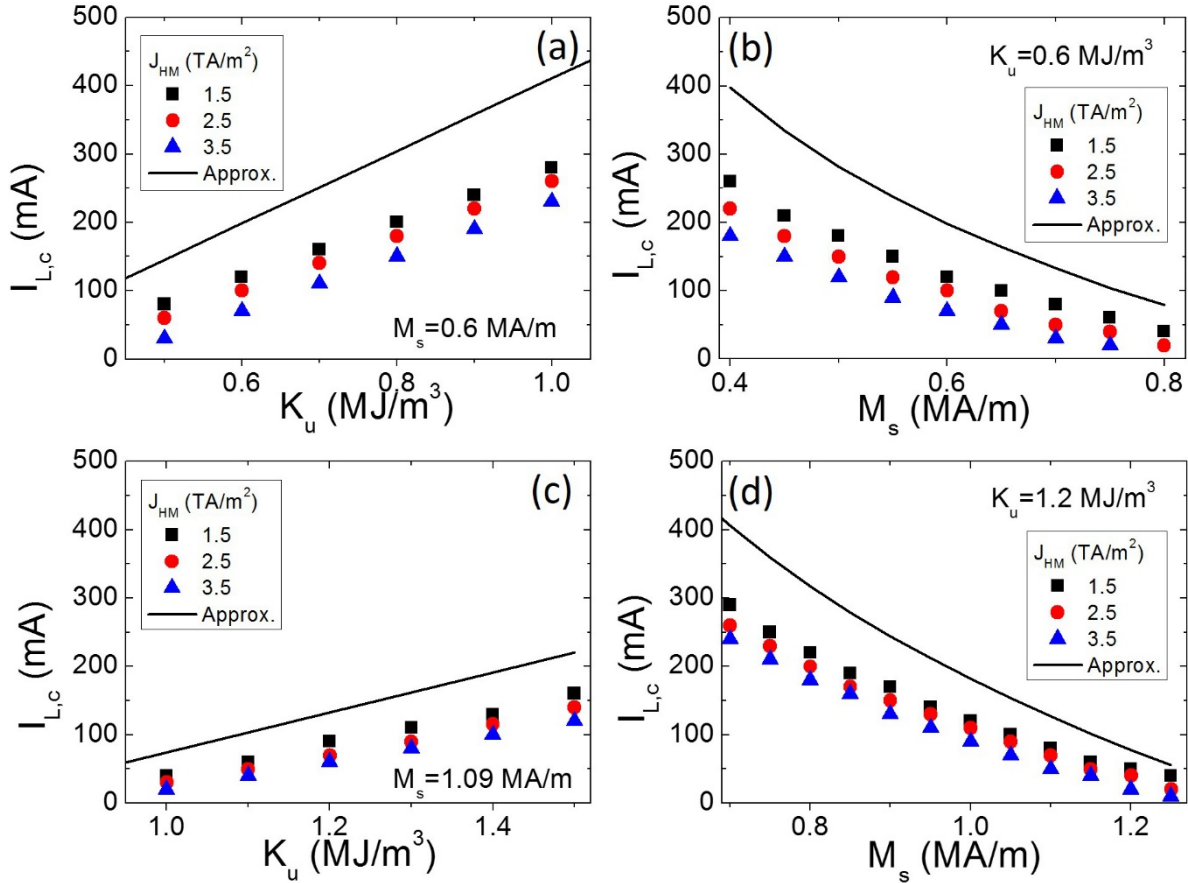 (a)
J_HM (TA/m²)
1.5
2.5
3.5
Approx.
M_s=0.6 MA/m
500
400
300
200
100
0
I_L,c (mA)
0.6 0.8 1.0
K_u (MJ/m³)
(b)
K_u=0.6 MJ/m³
J_HM (TA/m²)
1.5
2.5
3.5
Approx.
500
400
300
200
100
0
I_L,c (mA)
0.4 0.6 0.8
M_s (MA/m)
(c)
J_HM (TA/m²)
1.5
2.5
3.5
Approx.
M_s=1.09 MA/m
500
400
300
200
100
0
I_L,c (mA)
1.0 1.2 1.4
K_u (MJ/m³)
(d)
K_u=1.2 MJ/m³
J_HM (TA/m²)
1.5
2.5
3.5
Approx.
500
400
300
200
100
0
I_L,c (mA)
0.8 1.0 1.2
M_s (MA/m)